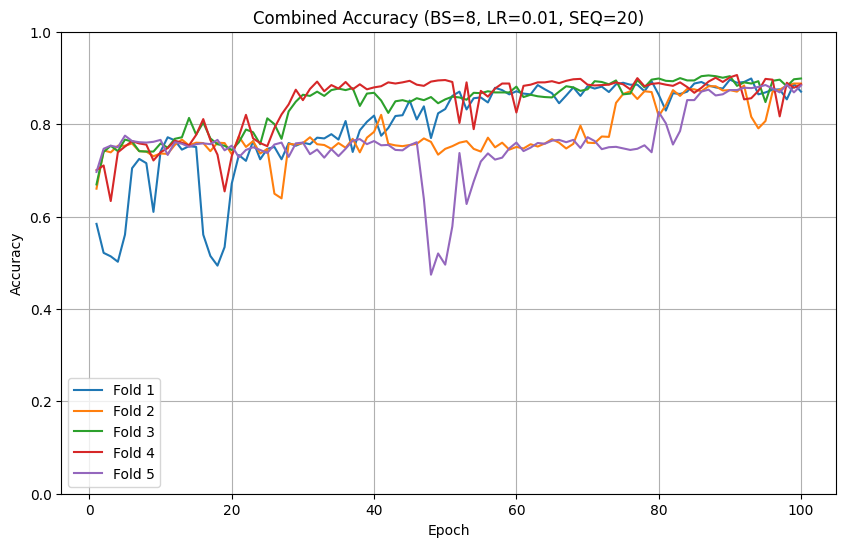 Combined Accuracy (BS=8, LR=0.01, SEQ=20)
1.0
0.8
0.6
0.4
0.2
0.0
Accuracy
Fold 1
Fold 2
Fold 3
Fold 4
Fold 5
0 20 40 60 80 100
Epoch